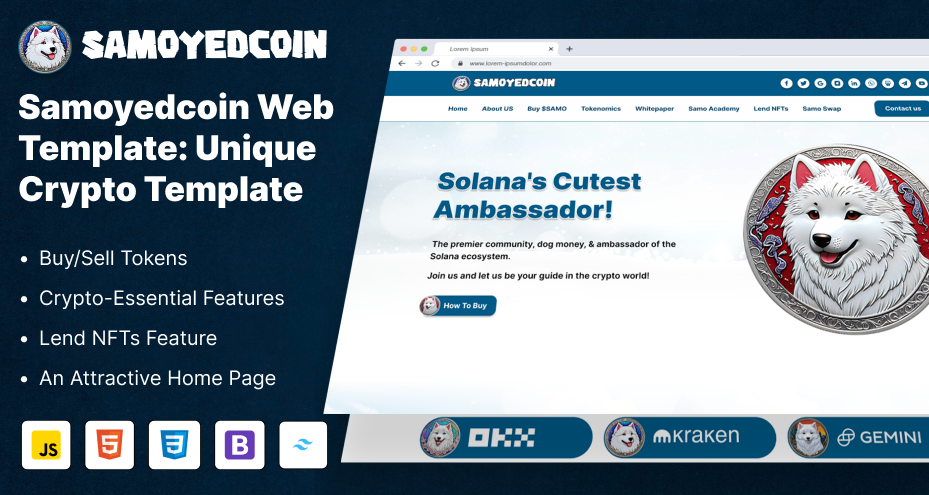 SAMOYEDCOIN
Samoyedcoin Web
Template: Unique
Crypto Template
• Buy/Sell Tokens
• Crypto-Essential Features
• Lend NFTs Feature
• An Attractive Home Page
JS
5
3
B
Lorem Ipsum
www.lorem-ipsumdolor.com
SAMOYEDCOIN
Home About US Buy $SAMO Tokenomics Whitepaper Samo Academy Lend NFTs Samo Swap Contact us
Solana's Cutest
Ambassador!
The premier community, dog money, & ambassador of the
Solana ecosystem.
Join us and let us be your guide in the crypto world!
How To Buy
OKX
kraken
GEMINI